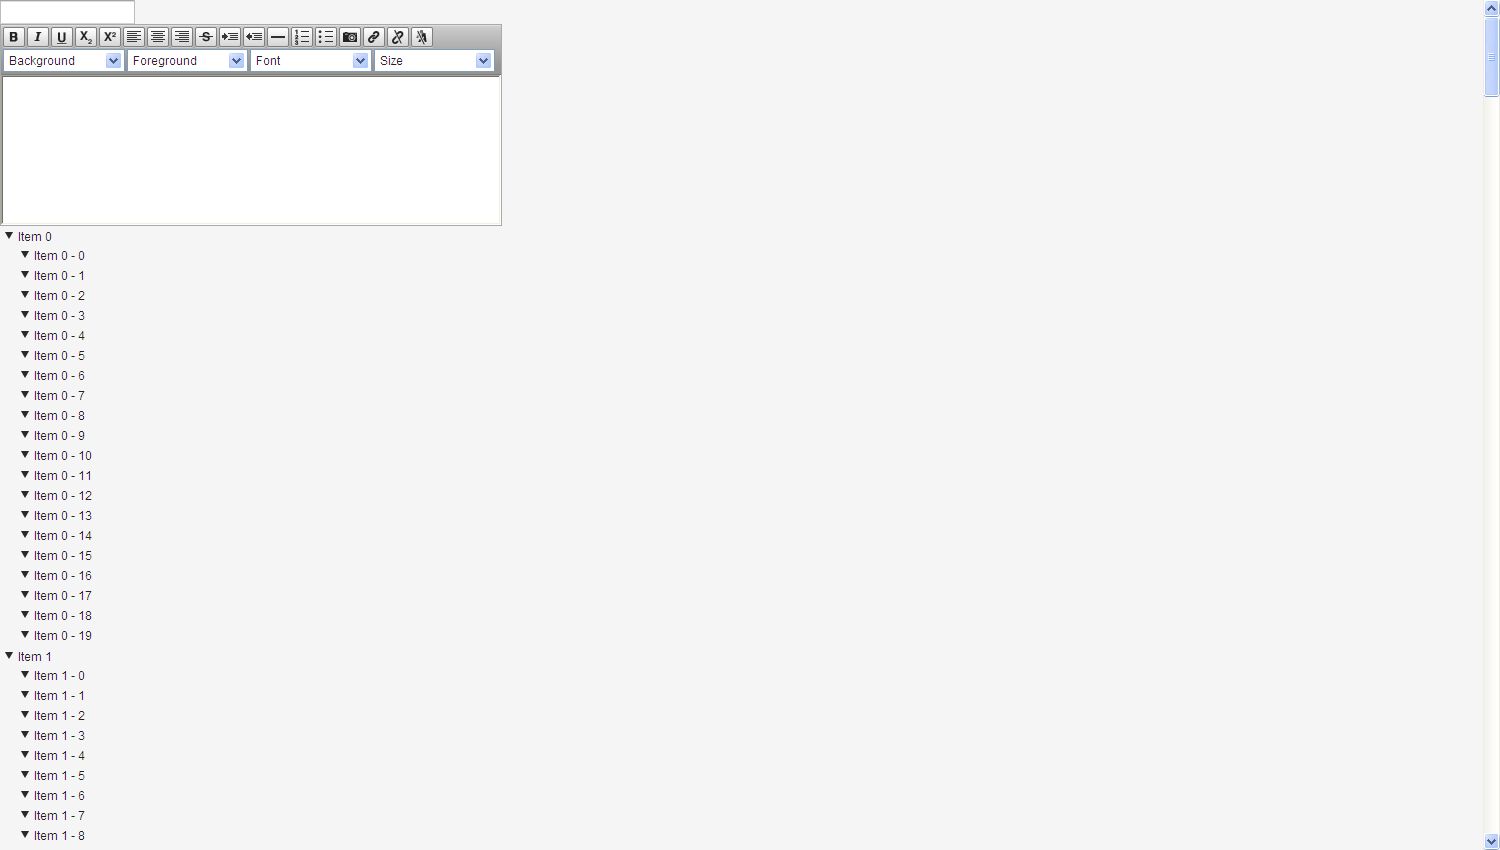 B I U X₂ X² S
Background Foreground Font Size
Item 0
Item 0 - 0
Item 0 - 1
Item 0 - 2
Item 0 - 3
Item 0 - 4
Item 0 - 5
Item 0 - 6
Item 0 - 7
Item 0 - 8
Item 0 - 9
Item 0 - 10
Item 0 - 11
Item 0 - 12
Item 0 - 13
Item 0 - 14
Item 0 - 15
Item 0 - 16
Item 0 - 17
Item 0 - 18
Item 0 - 19
Item 1
Item 1 - 0
Item 1 - 1
Item 1 - 2
Item 1 - 3
Item 1 - 4
Item 1 - 5
Item 1 - 6
Item 1 - 7
Item 1 - 8